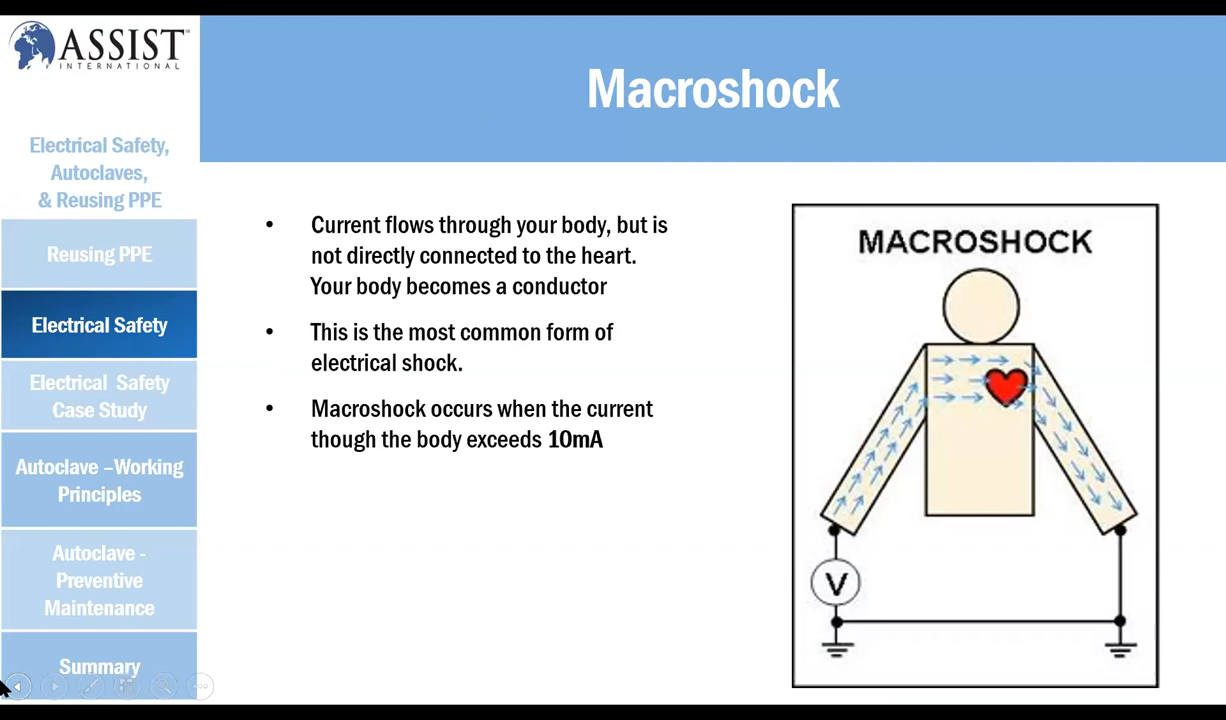 ASSIST
INTERNATIONAL
Macroshock
Electrical Safety,
Autoclaves,
& Reusing PPE
Reusing PPE
Electrical Safety
Electrical Safety
Case Study
Autoclave –Working
Principles
Autoclave -
Preventive
Maintenance
Summary
• Current flows through your body, but is
not directly connected to the heart.
Your body becomes a conductor
• This is the most common form of
electrical shock.
• Macroshock occurs when the current
though the body exceeds 10mA
MACROSHOCK
V